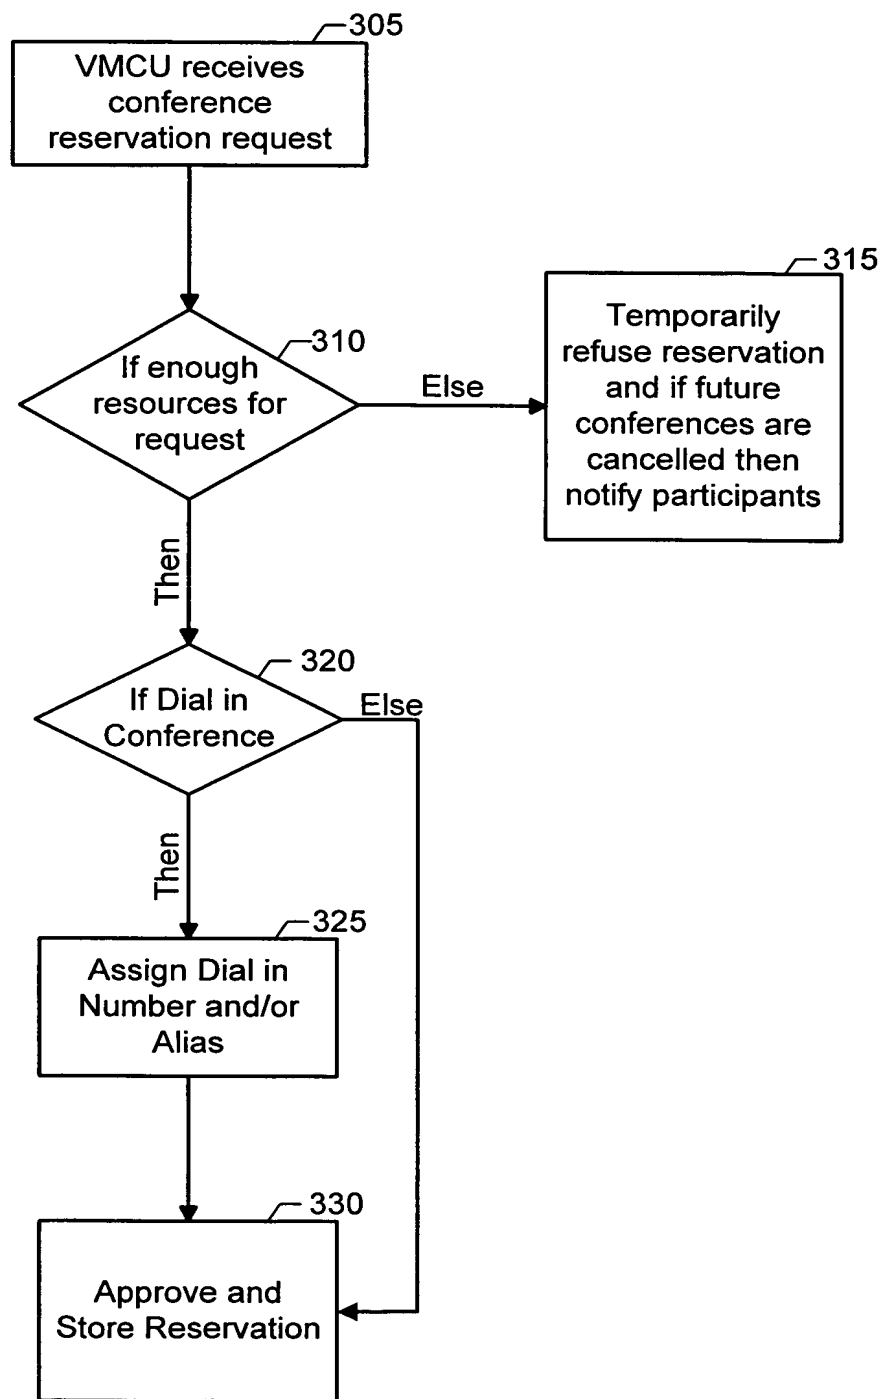 305
VMCU receives
conference
reservation request
315
Temporarily
refuse reservation
and if future
conferences are
cancelled then
notify participants
310
If enough
resources for
request
Else
Then
320
If Dial in
Conference
Else
Then
325
Assign Dial in
Number and/or
Alias
330
Approve and
Store Reservation